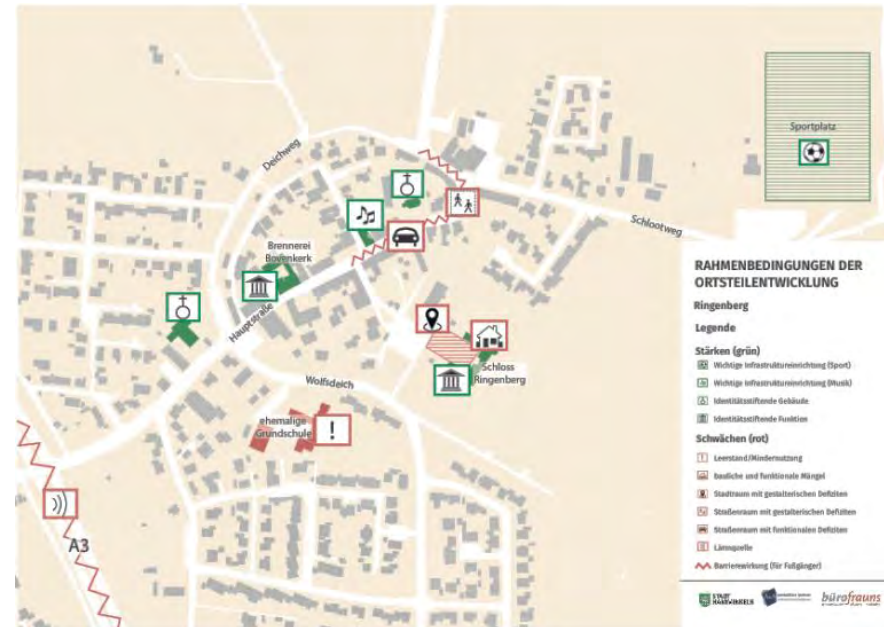 Sportplatz
Deichweg
Schlootweg
Brennerei
Bovenkerk
Hauptstraße
Schloss
Ringenberg
Wolfsdeich
ehemalige
Grundschule
!
A3
RAHMENBEDINGUNGEN DER
ORTSTEILENTWICKLUNG
Ringenberg
Legende
Stärken (grün)
Wichtige Infrastruktureinrichtung (Sport)
Wichtige Infrastruktureinrichtung (Musik)
Identitätsstiftende Gebäude
Identitätsstiftende Funktion
Schwächen (rot)
Leerstand/Mindernutzung
bauliche und funktionale Mängel
Stadtraum mit gestalterischen Defiziten
Straßenraum mit gestalterischen Defiziten
Straßenraum mit funktionalen Defiziten
Lärmquelle
Barrierewirkung (für Fußgänger)
STADT
HAMMINKELN
bürofrauns